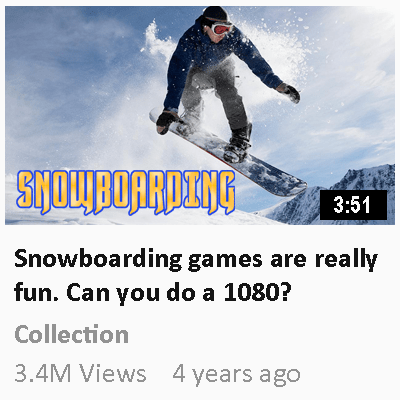 SNOWBOARDING
3:51
Snowboarding games are really
fun. Can you do a 1080?
Collection
3.4M Views 4 years ago